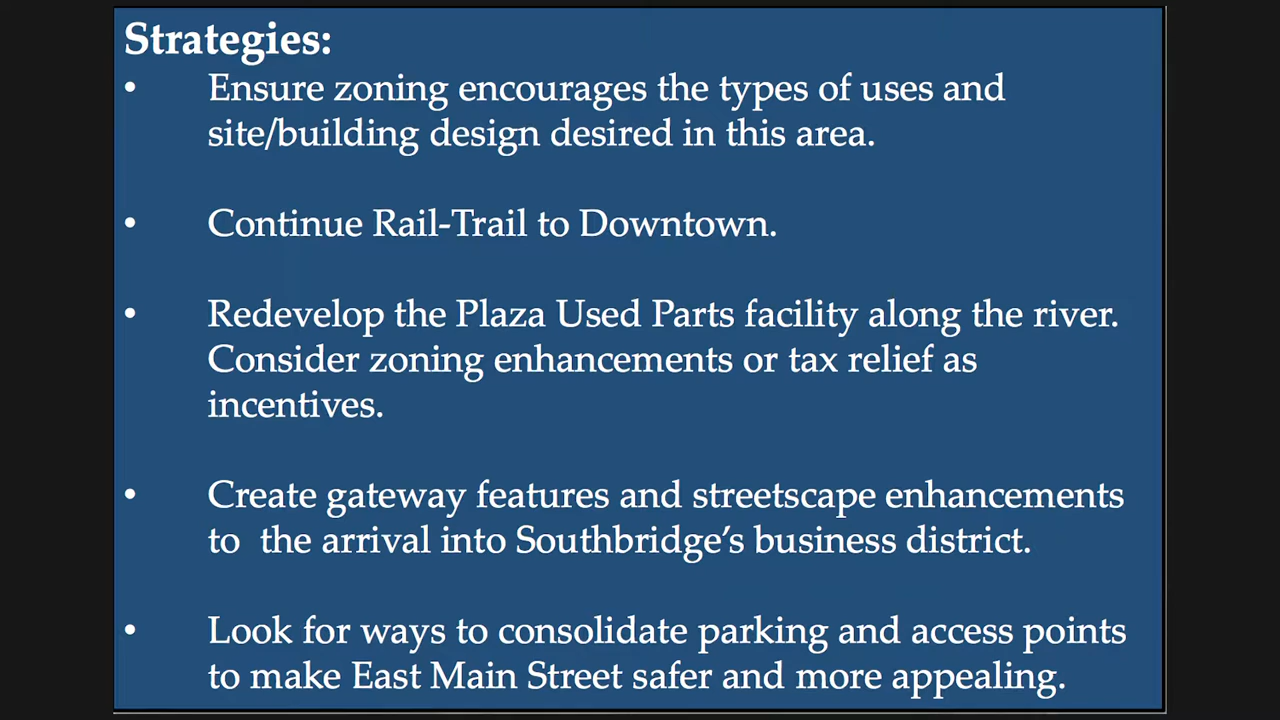 Strategies:
• Ensure zoning encourages the types of uses and
site/building design desired in this area.
• Continue Rail-Trail to Downtown.
• Redevelop the Plaza Used Parts facility along the river.
Consider zoning enhancements or tax relief as
incentives.
• Create gateway features and streetscape enhancements
to  the arrival into Southbridge’s business district.
• Look for ways to consolidate parking and access points
to make East Main Street safer and more appealing.